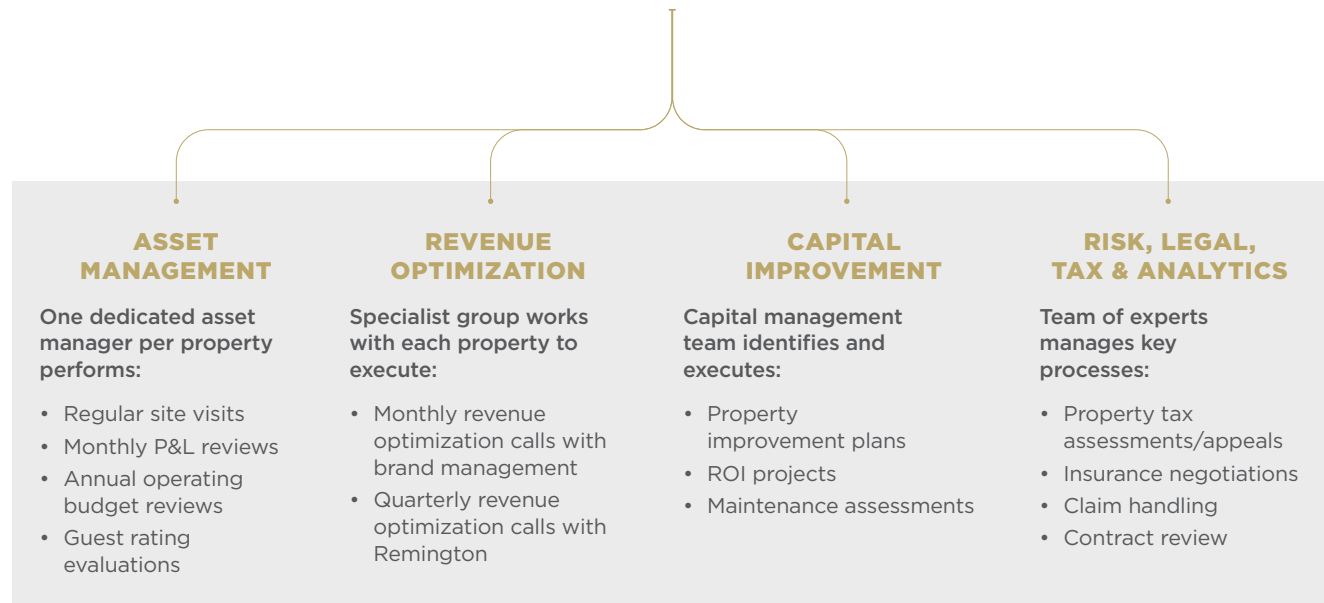 ASSET
MANAGEMENT
One dedicated asset
manager per property
performs:
• Regular site visits
• Monthly P&L reviews
• Annual operating
budget reviews
• Guest rating
evaluations
REVENUE
OPTIMIZATION
Specialist group works
with each property to
execute:
• Monthly revenue
optimization calls with
brand management
• Quarterly revenue
optimization calls with
Remington
CAPITAL
IMPROVEMENT
Capital management
team identifies and
executes:
• Property
improvement plans
• ROI projects
• Maintenance assessments
RISK, LEGAL,
TAX & ANALYTICS
Team of experts
manages key
processes:
• Property tax
assessments/appeals
• Insurance negotiations
• Claim handling
• Contract review